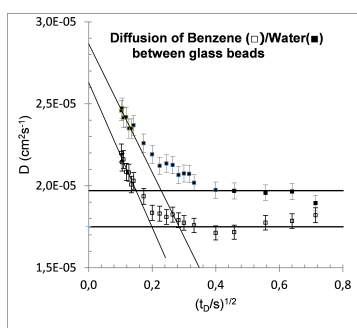 Diffusion of Benzene (□)/Water(■)
between glass beads
3,0E-05
2,5E-05
2,0E-05
1,5E-05
D (cm²s⁻¹)
0,0 0,2 0,4 0,6 0,8
(t_D/s)^1/2